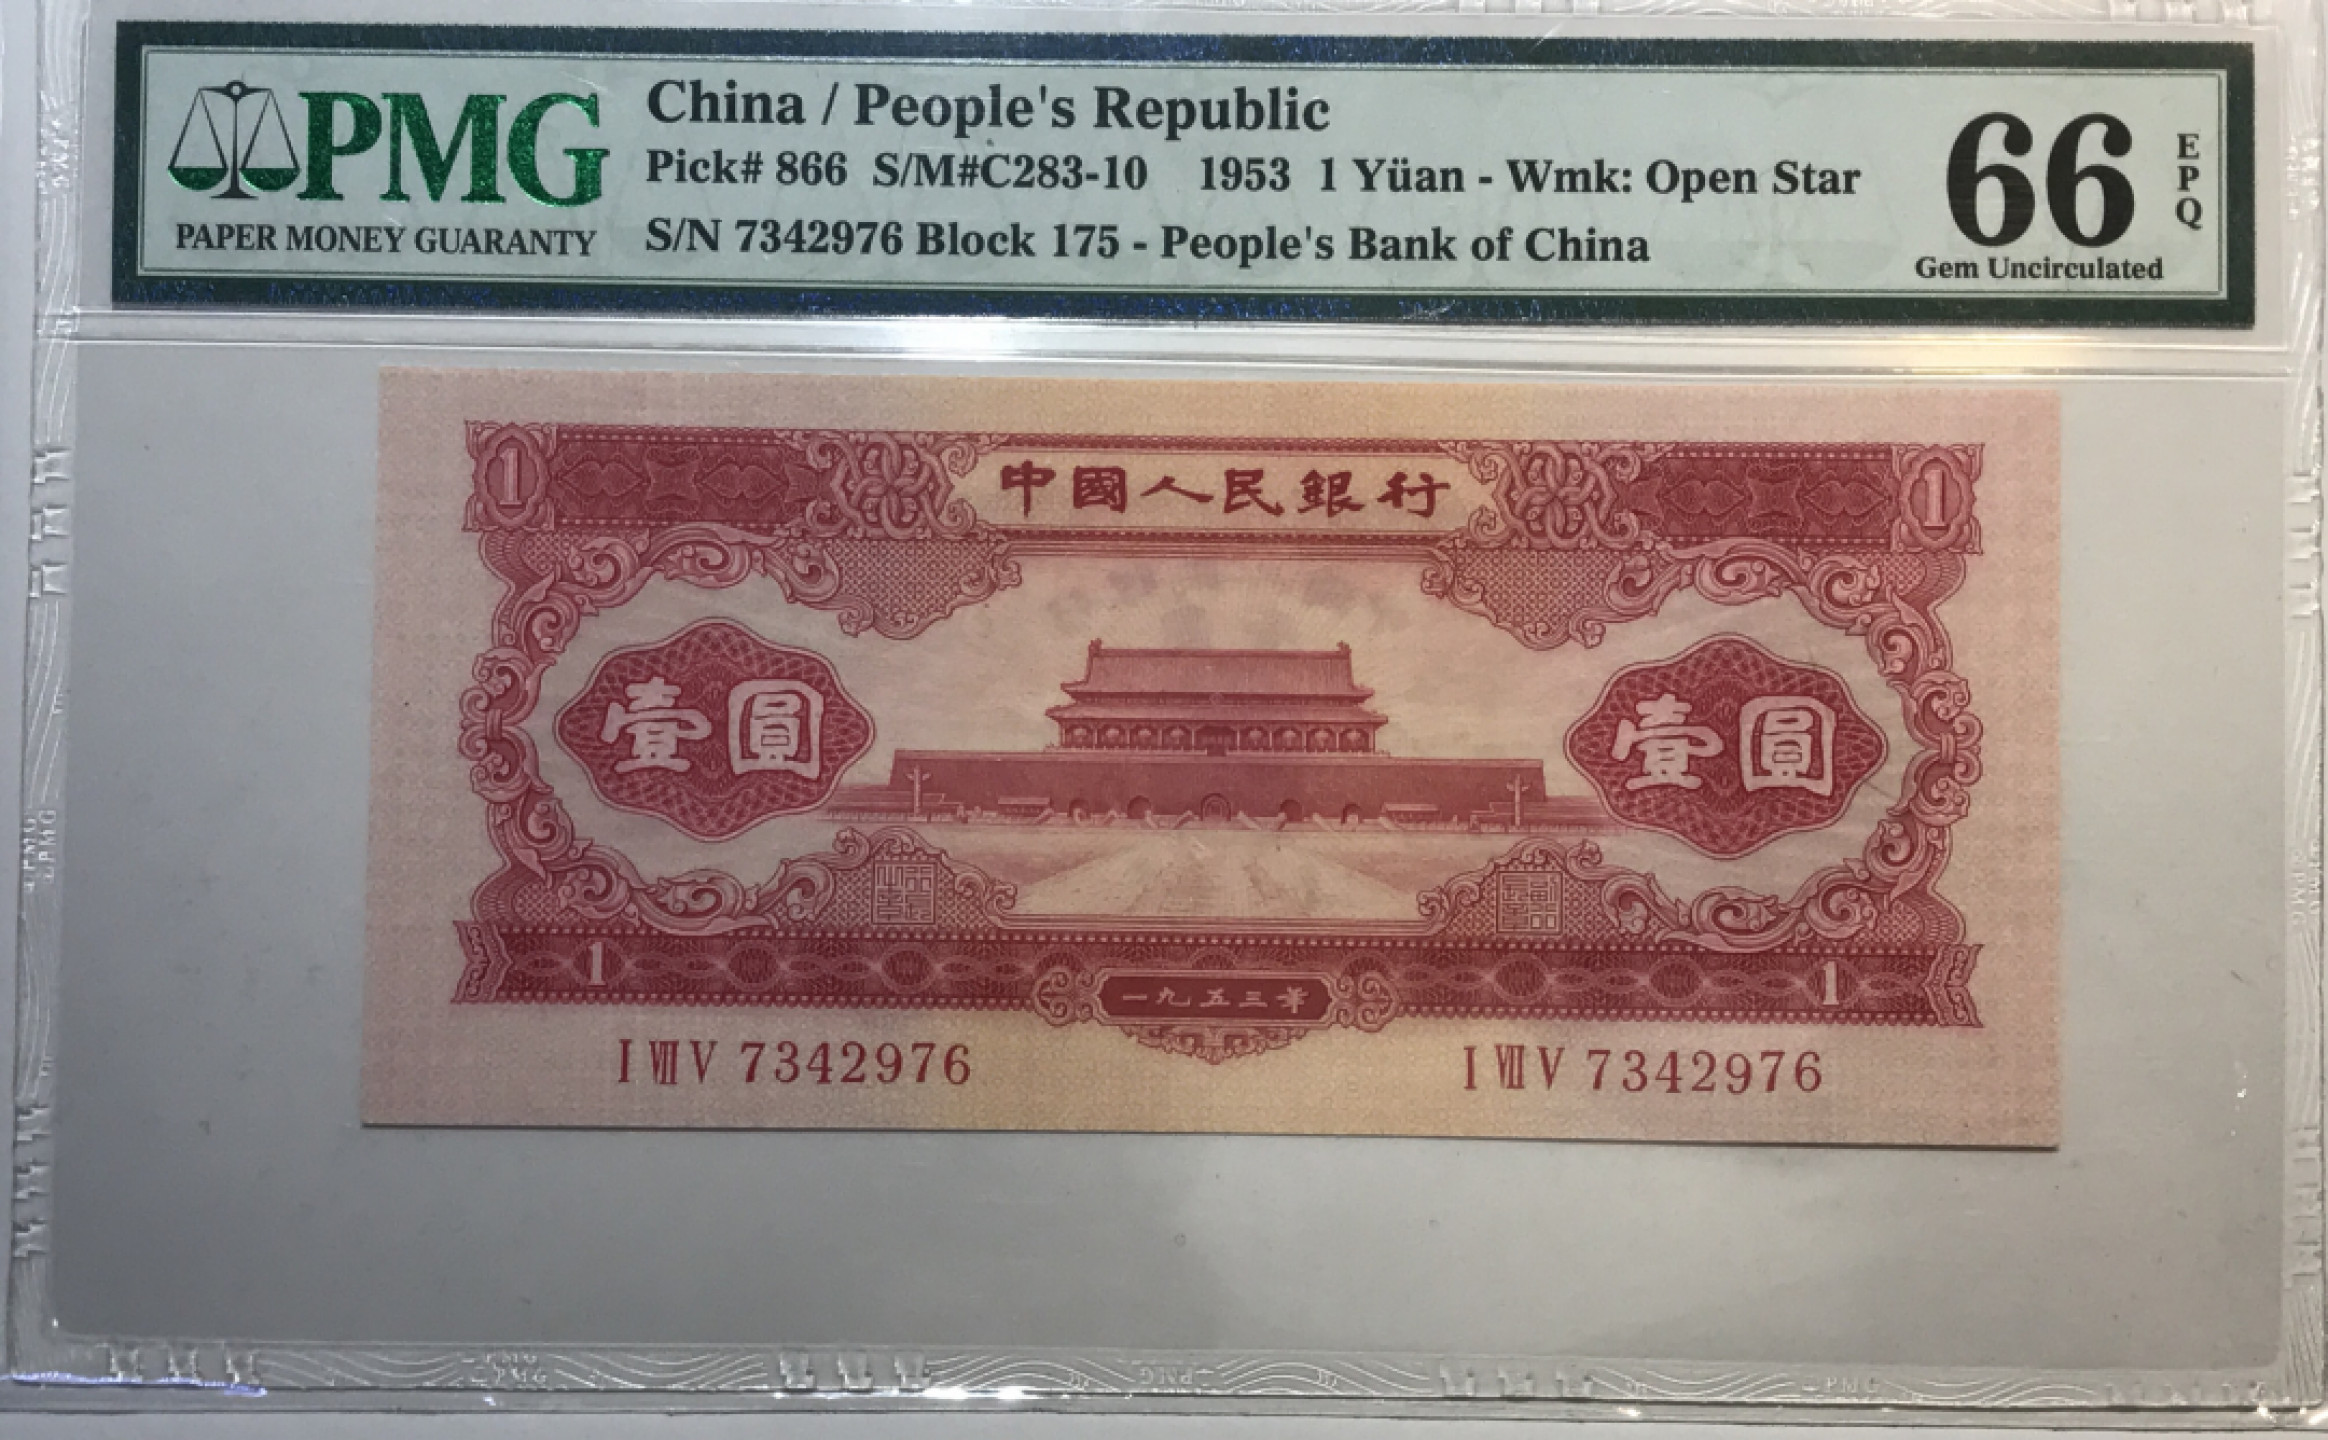 PMG
PAPER MONEY GUARANTY
China / People's Republic
Pick# 866 S/M#C283-10 1953 1 Yüan - Wmk: Open Star
S/N 7342976 Block 175 - People's Bank of China
66
EPQ
Gem Uncirculated
1 中國人民銀行 1
壹圓 壹圓
1 1
一九五三年
I VII V 7342976 I VII V 7342976